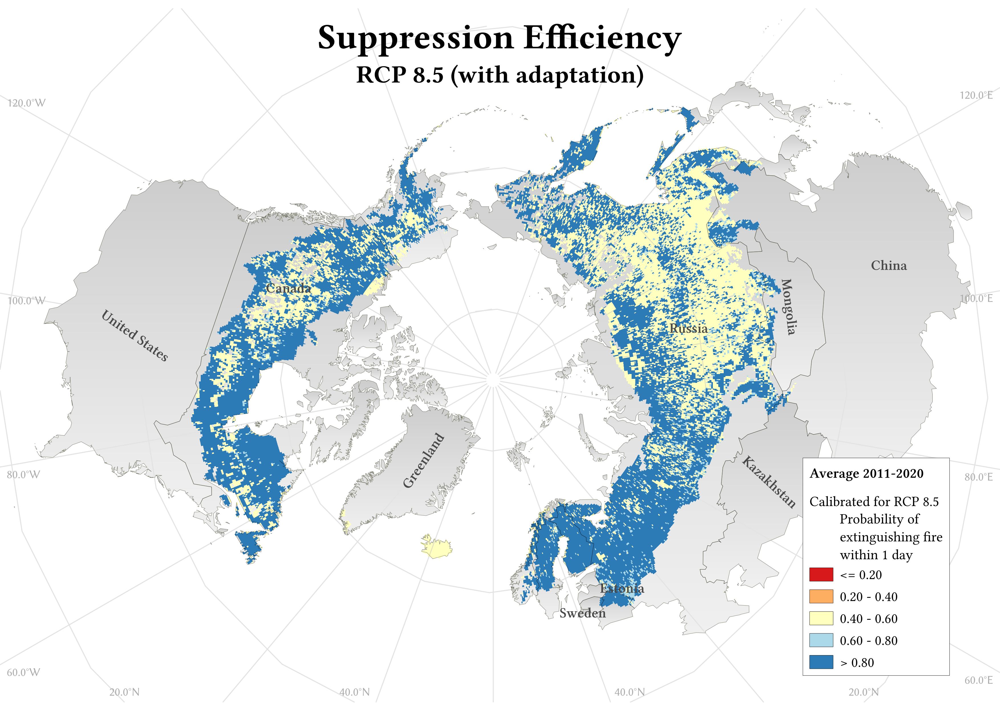 Suppression Efficiency
RCP 8.5 (with adaptation)
120.0°W
120.0°E
China
Canada
Mongolia
100.0°W
100.0°E
United States
Russia
Greenland
Kazakhstan
80.0°W
80.0°E
Average 2011-2020
Calibrated for RCP 8.5
Probability of
extinguishing fire
within 1 day
<= 0.20
0.20 - 0.40
0.40 - 0.60
0.60 - 0.80
> 0.80
Estonia
Sweden
60.0°W
60.0°E
20.0°N
40.0°N
40.0°N
20.0°N